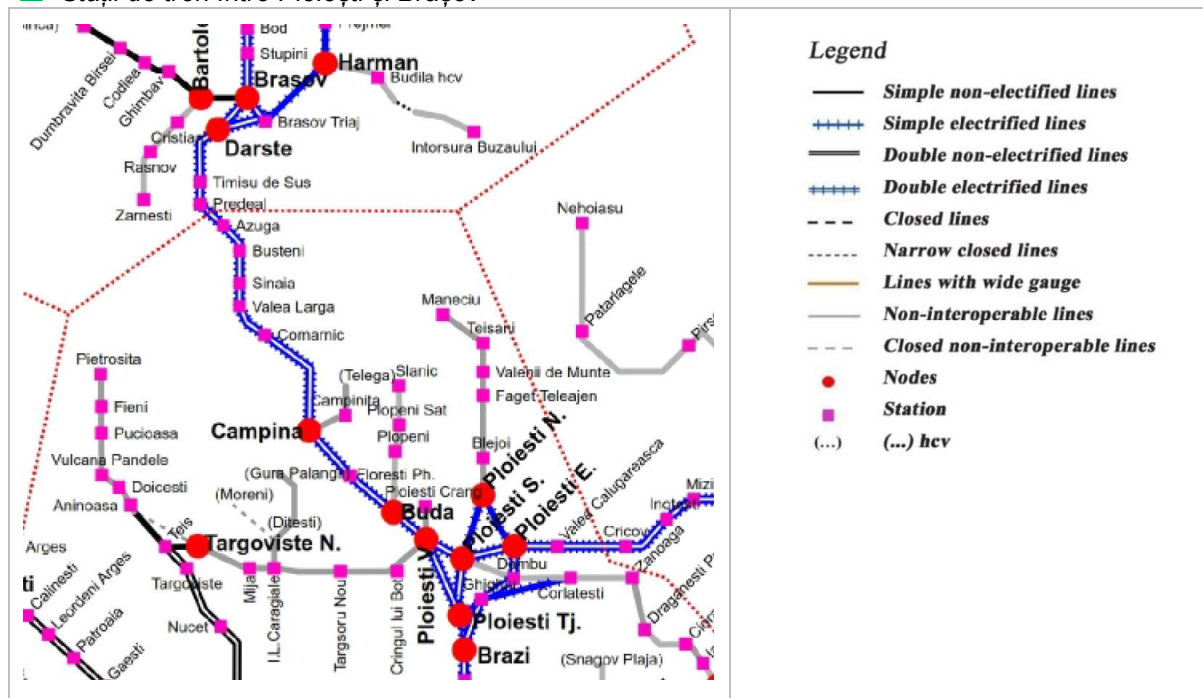 Harman
Brasov
Bod
Stupini
Budila hcv
Dumbravita Birsei
Codlea
Ghimbav
Brasov Triaj
Intorsura Buzaului
Darste
Rasnov
Timisu de Sus
Zarnesti
Predeal
Nehoiasu
Azuga
Busteni
Sinaia
Maneciu
Patarlagele
Valea Larga
Teisani
Comarnic
Pietrosita
(Telega)
Slanic
Valenii de Munte
Campinita
Fieni
Plopeni Sat
Faget Teleajen
Campina
Pucioasa
Plopeni
Blejoi
Ploiesti N.
Vulcana Pandele
Floresti Ph.
Ploiesti S.
Ploiesti E.
Doicesti
(Moreni)
Ploiesti Crang
Valea Calugareasca
Aninoasa
(Ditesti)
Buda
Cricov
Arges
Teis
Targoviste N.
Zanoaga
Dambu
Calinesti
Leordeni Arges
Targoviste
Mija
I.L.Caragiale
Targsoru Nou
Cringul lui Bot
Corlatesti
Patroaia
Nucet
Ploiesti Tj.
Gaesti
Brazi
(Snagov Plaja)
Legend
Simple non-electified lines
Simple electrified lines
Double non-electrified lines
Double electrified lines
Closed lines
Narrow closed lines
Lines with wide gauge
Non-interoperable lines
Closed non-interoperable lines
Nodes
Station
(...) (...) hcv